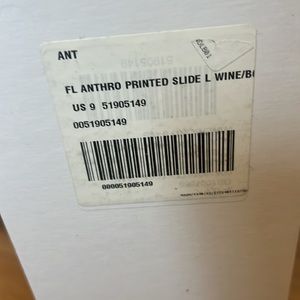 ANT
FL ANTHRO PRINTED SLIDE L WINE/B
US 9 51905149
0051905149
000051905149